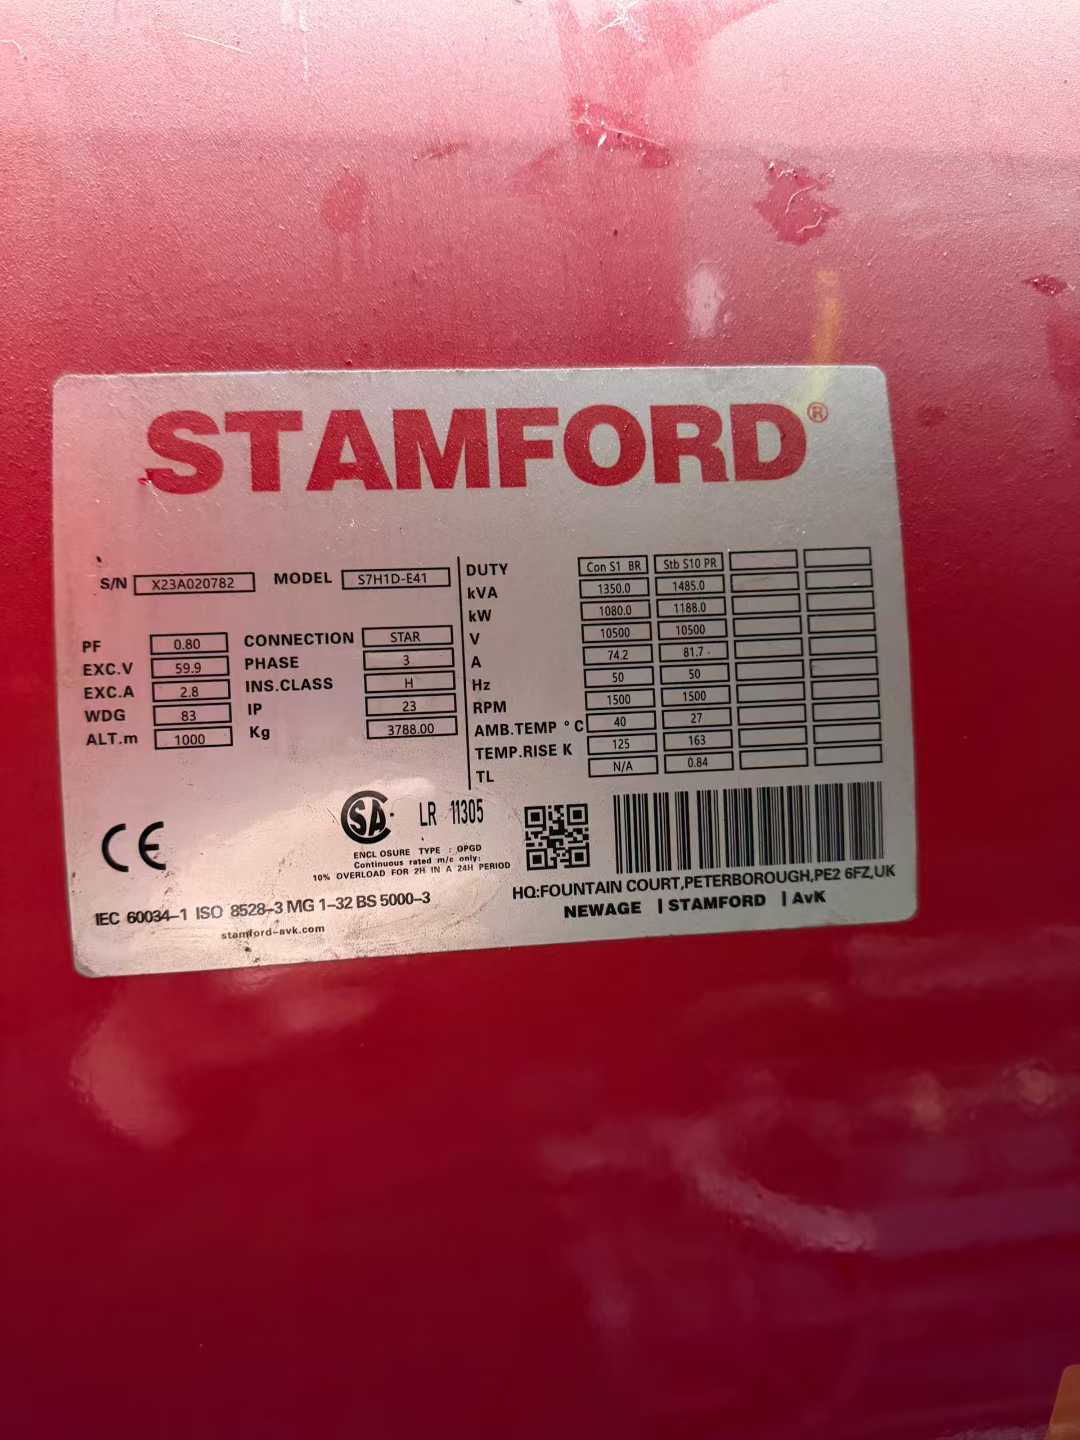 STAMFORD®
S/N X23A020782 MODEL S7H1D-E41
PF 0.80 CONNECTION STAR
EXC.V 59.9 PHASE 3
EXC.A 2.8 INS.CLASS H
WDG 83 IP 23
ALT.m 1000 Kg 3788.00
DUTY Con S1 BR Stb S10 PR
kVA 1350.0 1485.0
kW 1080.0 1188.0
V 10500 10500
A 74.2 81.7
Hz 50 50
RPM 1500 1500
AMB.TEMP °C 40 27
TEMP.RISE K 125 163
TL N/A 0.84
CE
SA LR 11305
ENCLOSURE TYPE : OPGD
Continuous rated m/c only:
10% OVERLOAD FOR 2H IN A 24H PERIOD
IEC 60034-1 ISO 8528-3 MG 1-32 BS 5000-3
stamford-avk.com
HQ:FOUNTAIN COURT,PETERBOROUGH,PE2 6FZ,UK
NEWAGE | STAMFORD | AvK